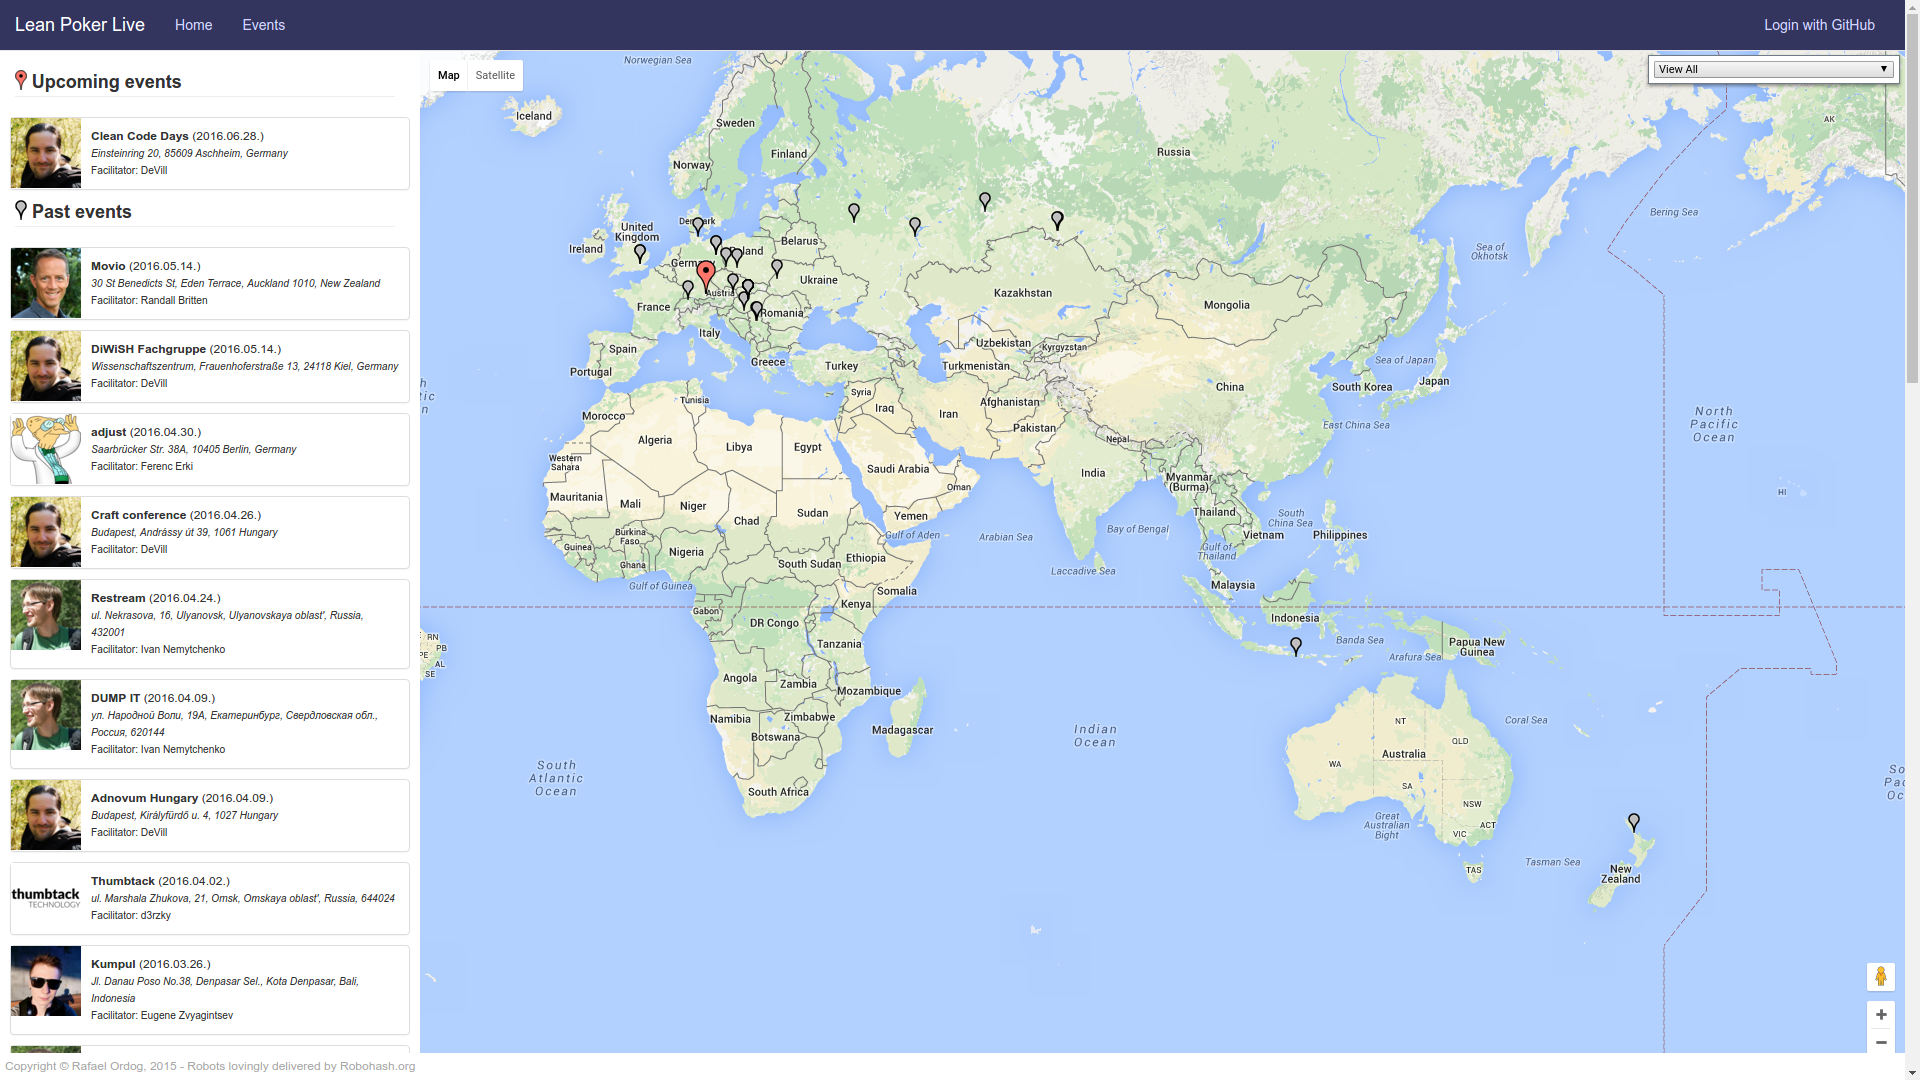 Lean Poker Live
Home
Events
Login with GitHub
Upcoming events
Clean Code Days (2016.06.28.)
Einsteinring 20, 85609 Aschheim, Germany
Facilitator: DeVill
Past events
Movio (2016.05.14.)
30 St Benedicts St, Eden Terrace, Auckland 1010, New Zealand
Facilitator: Randall Britten
DiWiSH Fachgruppe (2016.05.14.)
Wissenschaftszentrum, Frauenhoferstraße 13, 24118 Kiel, Germany
Facilitator: DeVill
adjust (2016.04.30.)
Saarbrücker Str. 38A, 10405 Berlin, Germany
Facilitator: Ferenc Erki
Craft conference (2016.04.26.)
Budapest, Andrássy út 39, 1061 Hungary
Facilitator: DeVill
Restream (2016.04.24.)
ul. Nekrasova, 16, Ulyanovsk, Ulyanovskaya oblast', Russia,
432001
Facilitator: Ivan Nemytchenko
DUMP IT (2016.04.09.)
ул. Народной Воли, 19А, Екатеринбург, Свердловская обл.,
Россия, 620144
Facilitator: Ivan Nemytchenko
Adnovum Hungary (2016.04.09.)
Budapest, Királyfürdő u. 4, 1027 Hungary
Facilitator: DeVill
thumbtack
TECHNOLOGY
Thumbtack (2016.04.02.)
ul. Marshala Zhukova, 21, Omsk, Omskaya oblast', Russia, 644024
Facilitator: d3rzky
Kumpul (2016.03.26.)
Jl. Danau Poso No.38, Denpasar Sel., Kota Denpasar, Bali,
Indonesia
Facilitator: Eugene Zvyagintsev
Copyright © Rafael Ordog, 2015 - Robots lovingly delivered by Robohash.org
Map
Satellite
View All
Norwegian Sea
Iceland
Sweden
Finland
Norway
Russia
AK
Bering Sea
Sea of
Okhotsk
United
Kingdom
Ireland
Belarus
Ukraine
Austria
France
Romania
Italy
Spain
Portugal
Greece
Turkey
Kazakhstan
Mongolia
Uzbekistan
Kyrgyzstan
Turkmenistan
Sea of Japan
Japan
South Korea
China
Tunisia
Syria
Iraq
Iran
Afghanistan
Pakistan
Nepal
Morocco
Algeria
Libya
Egypt
Western
Sahara
Saudi Arabia
Oman
India
East China Sea
North
Pacific
Ocean
HI
Mauritania
Mali
Niger
Chad
Sudan
Yemen
Gulf of Aden
Arabian Sea
Bay of Bengal
Myanmar
(Burma)
Thailand
South
China Sea
Vietnam
Philippines
Gulf of
Thailand
Burkina
Faso
Guinea
Ghana
Nigeria
South Sudan
Ethiopia
Somalia
Gulf of Guinea
Laccadive Sea
Malaysia
Indonesia
Gabon
DR Congo
Kenya
Tanzania
Banda Sea
Arafura Sea
Papua New
Guinea
RN
PB
PE
AL
SE
Angola
Zambia
Mozambique
Namibia
Zimbabwe
Botswana
Madagascar
South Africa
South
Atlantic
Ocean
Indian
Ocean
Coral Sea
NT
QLD
Australia
WA
SA
NSW
ACT
VIC
TAS
Great
Australian
Bight
Tasman Sea
New
Zealand